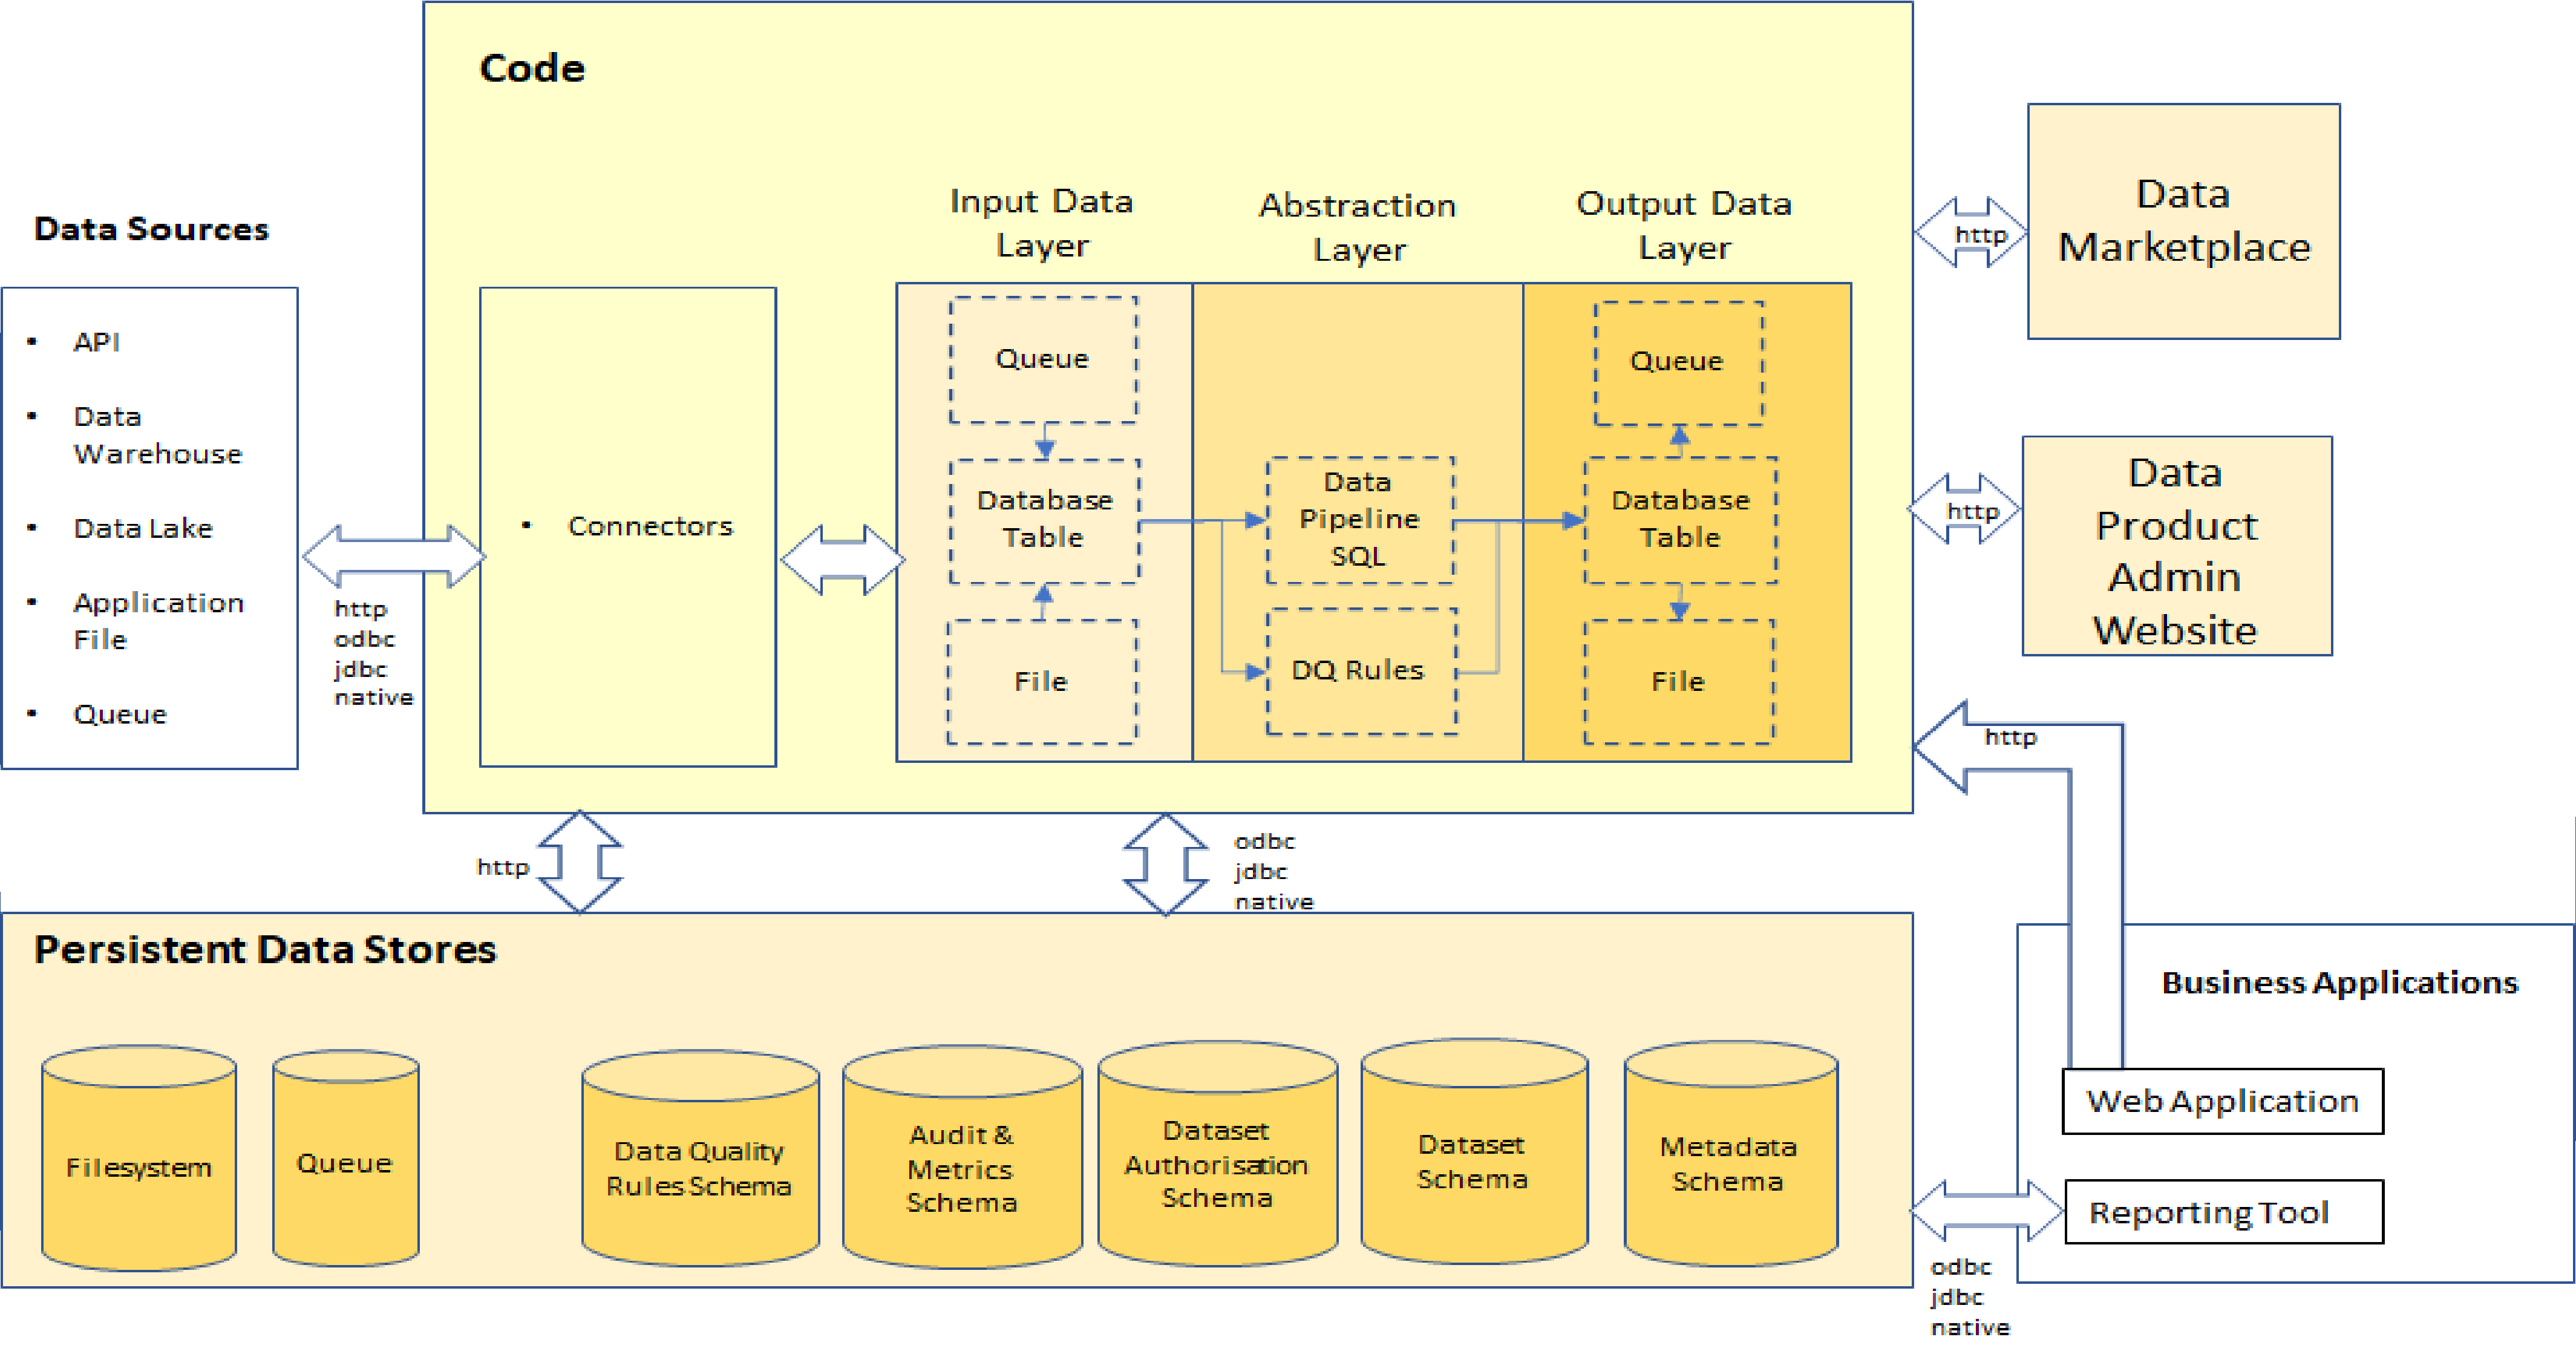 Code
Data Sources
• API
• Data
Warehouse
• Data Lake
• Application
File
• Queue
http
odbc
jdbc
native
• Connectors
Input Data
Layer
Queue
Database
Table
File
Abstraction
Layer
Data
Pipeline
SQL
DQ Rules
Output Data
Layer
Queue
Database
Table
File
http
Data
Marketplace
http
Data
Product
Admin
Website
http
http
odbc
jdbc
native
Persistent Data Stores
Filesystem
Queue
Data Quality
Rules Schema
Audit &
Metrics
Schema
Dataset
Authorisation
Schema
Dataset
Schema
Metadata
Schema
Business Applications
Web Application
Reporting Tool
odbc
jdbc
native